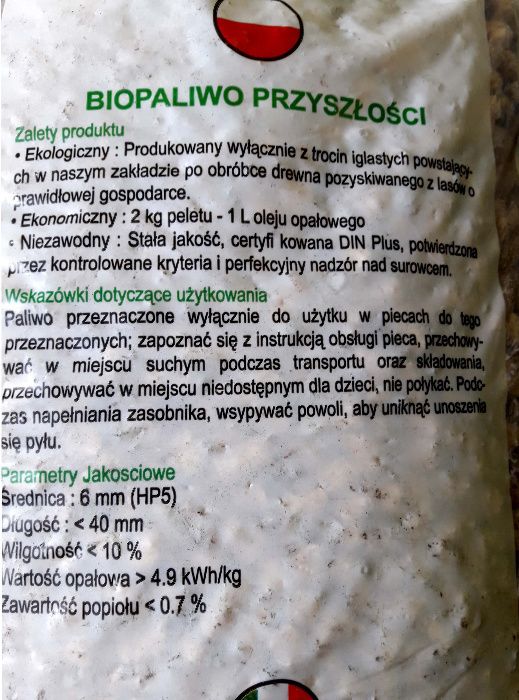 BIOPALIWO PRZYSZŁOŚCI
Zalety produktu
• Ekologiczny : Produkowany wyłącznie z trocin iglastych powstający-
ch w naszym zakładzie po obróbce drewna pozyskiwanego z lasów o
prawidłowej gospodarce.
• Ekonomiczny : 2 kg peletu - 1 L oleju opałowego
• Niezawodny : Stała jakość, certyfi kowana DIN Plus, potwierdzona
przez kontrolowane kryteria i perfekcyjny nadzór nad surowcem.
Wskazówki dotyczące użytkowania
Paliwo przeznaczone wyłącznie do użytku w piecach do tego
przeznaczonych; zapoznać się z instrukcją obsługi pieca, przechowy-
wać w miejscu suchym podczas transportu oraz składowania,
przechowywać w miejscu niedostępnym dla dzieci, nie połykać. Podc-
zas napełniania zasobnika, wsypywać powoli, aby uniknąć unoszenia
się pyłu.
Parametry Jakosciowe
Średnica : 6 mm (HP5)
Długość : < 40 mm
Wilgotność < 10 %
Wartość opałowa > 4.9 kWh/kg
Zawartość popiołu < 0.7 %